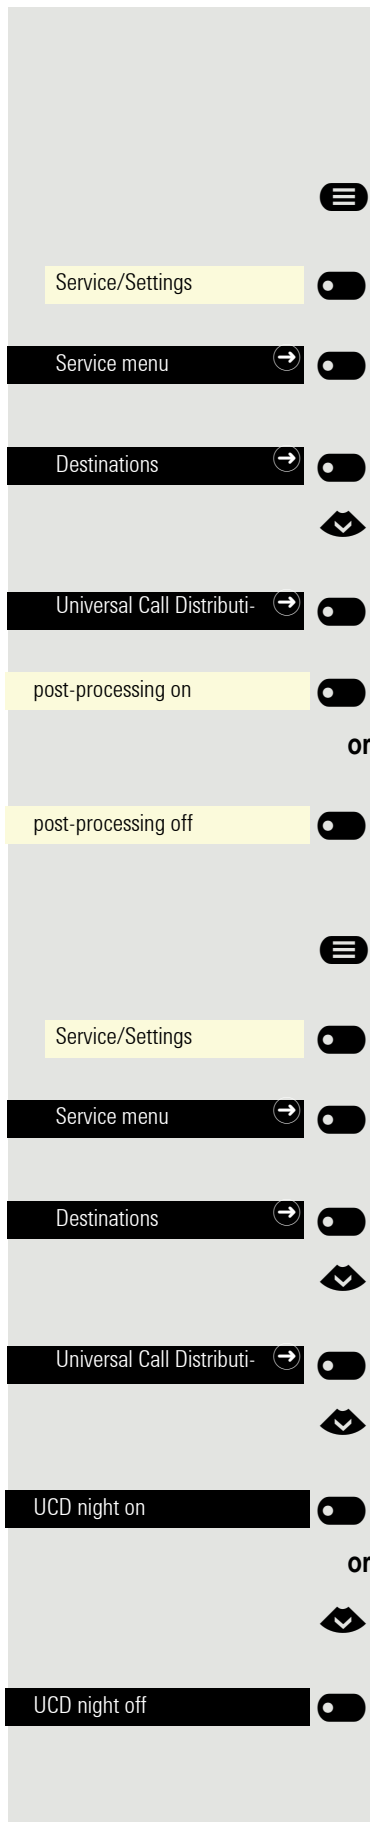 Service/Settings
Service menu
Destinations
Universal Call Distributi-
post-processing on
or
post-processing off
Service/Settings
Service menu
Destinations
Universal Call Distributi-
UCD night on
or
UCD night off